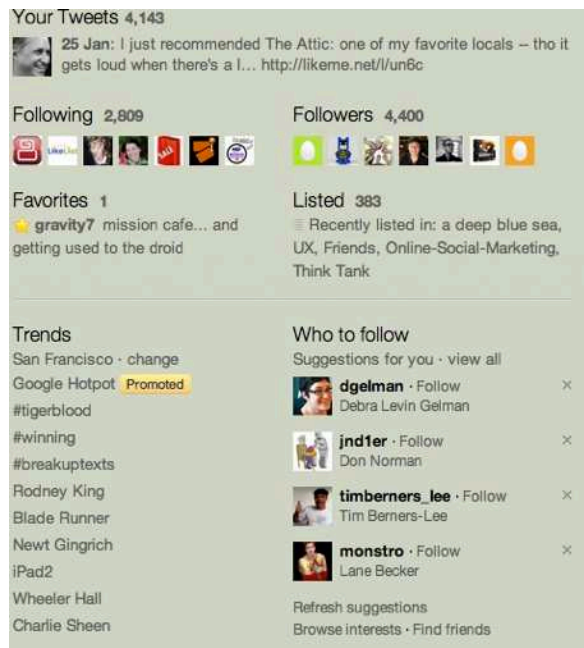 Your Tweets 4,143
25 Jan: I just recommended The Attic: one of my favorite locals -- tho it
gets loud when there's a l... http://likeme.net/l/un6c
Following 2,809
Followers 4,400
Favorites 1
gravity7 mission cafe... and
getting used to the droid
Listed 383
Recently listed in: a deep blue sea,
UX, Friends, Online-Social-Marketing,
Think Tank
Trends
San Francisco · change
Google Hotpot Promoted
#tigerblood
#winning
#breakuptexts
Rodney King
Blade Runner
Newt Gingrich
iPad2
Wheeler Hall
Charlie Sheen
Who to follow
Suggestions for you · view all
dgelman · Follow ×
Debra Levin Gelman
jnd1er · Follow ×
Don Norman
timberners_lee · Follow ×
Tim Berners-Lee
monstro · Follow ×
Lane Becker
Refresh suggestions
Browse interests · Find friends